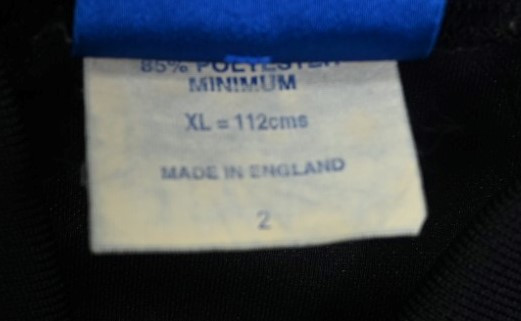 85% POLYESTER
MINIMUM
XL = 112cms
MADE IN ENGLAND
2